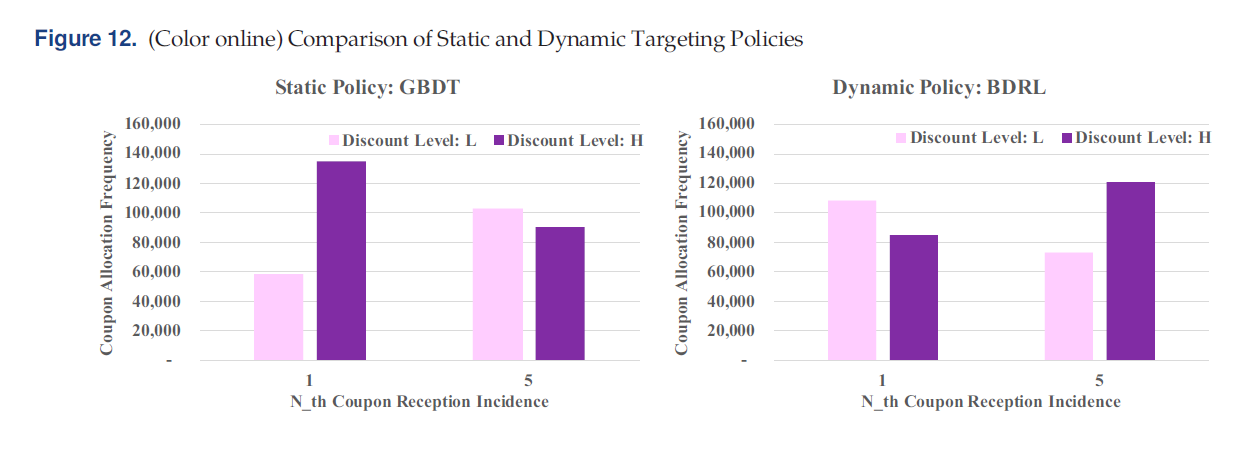 Figure 12. (Color online) Comparison of Static and Dynamic Targeting Policies
Static Policy: GBDT
Discount Level: L Discount Level: H
Coupon Allocation Frequency
160,000
140,000
120,000
100,000
80,000
60,000
40,000
20,000
-
1 5
N_th Coupon Reception Incidence
Dynamic Policy: BDRL
Discount Level: L Discount Level: H
Coupon Allocation Frequency
160,000
140,000
120,000
100,000
80,000
60,000
40,000
20,000
-
1 5
N_th Coupon Reception Incidence